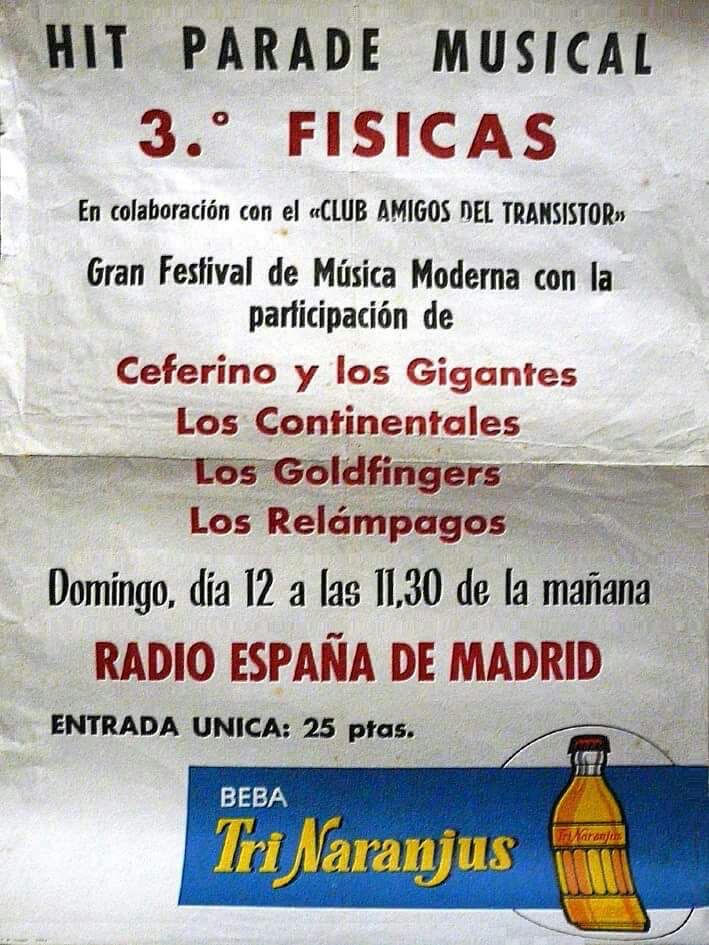 HIT PARADE MUSICAL
3.º FISICAS
En colaboración con el «CLUB AMIGOS DEL TRANSISTOR»
Gran Festival de Música Moderna con la
participación de
Ceferino y los Gigantes
Los Continentales
Los Goldfingers
Los Relámpagos
Domingo, día 12 a las 11,30 de la mañana
RADIO ESPAÑA DE MADRID
ENTRADA UNICA: 25 ptas.
BEBA
Tri Naranjus
Tri Naranjus